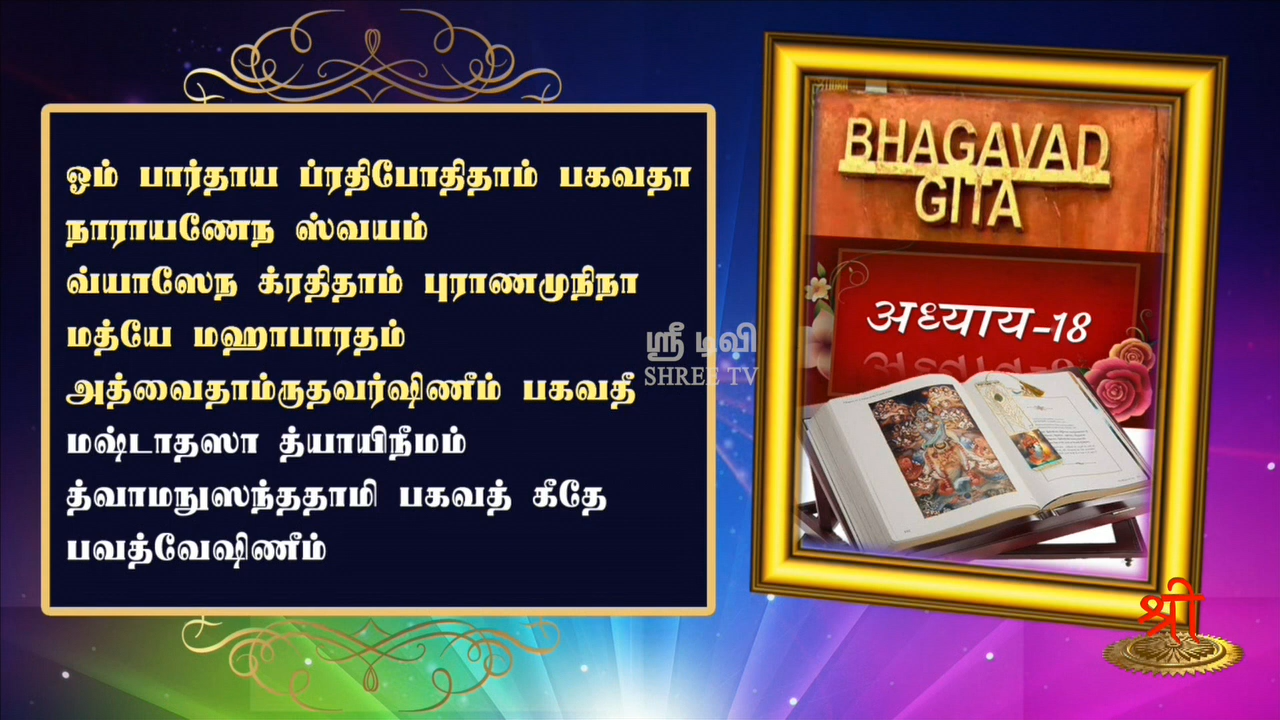 ஓம் பார்தாய ப்ரதிபோதிதாம் பகவதா
நாராயணேந ஸ்வயம்
வ்யாஸேந க்ரதிதாம் புராணமுநிநா
மத்யே மஹாபாரதம்
அத்வைதாம்ருதவர்ஷிணீம் பகவதீ
மஷ்டாதஸா த்யாயிநீமம்
த்வாமநுஸந்ததாமி பகவத் கீதே
பவத்வேஷிணீம்
ஸ்ரீ டிவி
SHREE TV
BHAGAVAD
GITA
अध्याय-18
श्री